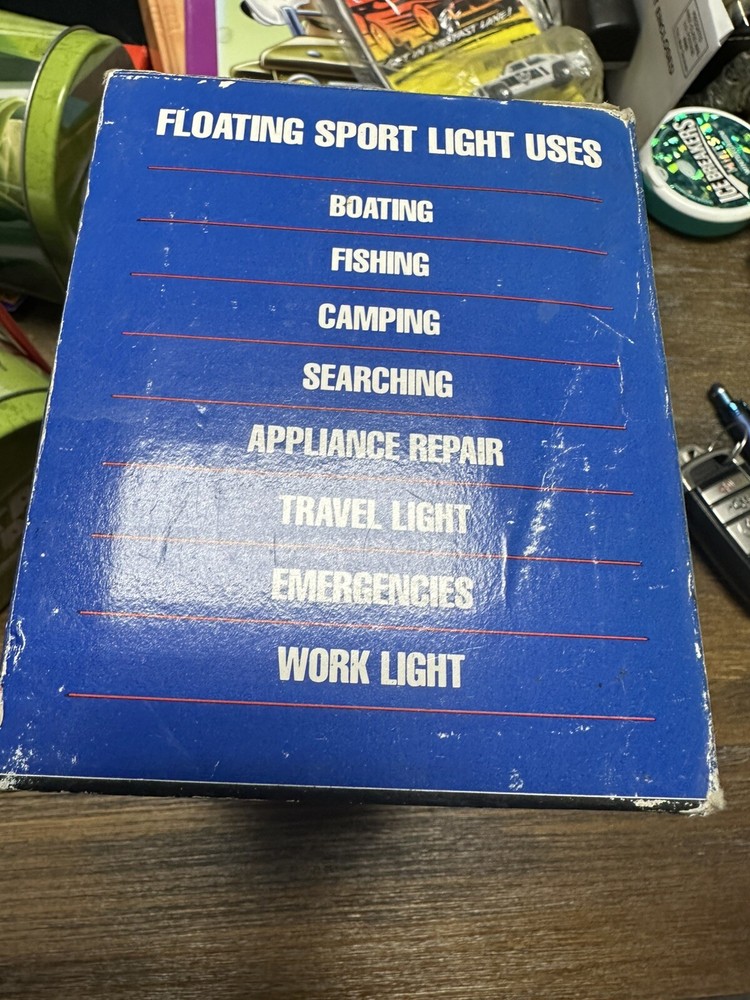 FLOATING SPORT LIGHT USES
BOATING
FISHING
CAMPING
SEARCHING
APPLIANCE REPAIR
TRAVEL LIGHT
EMERGENCIES
WORK LIGHT
ICE BREAKERS